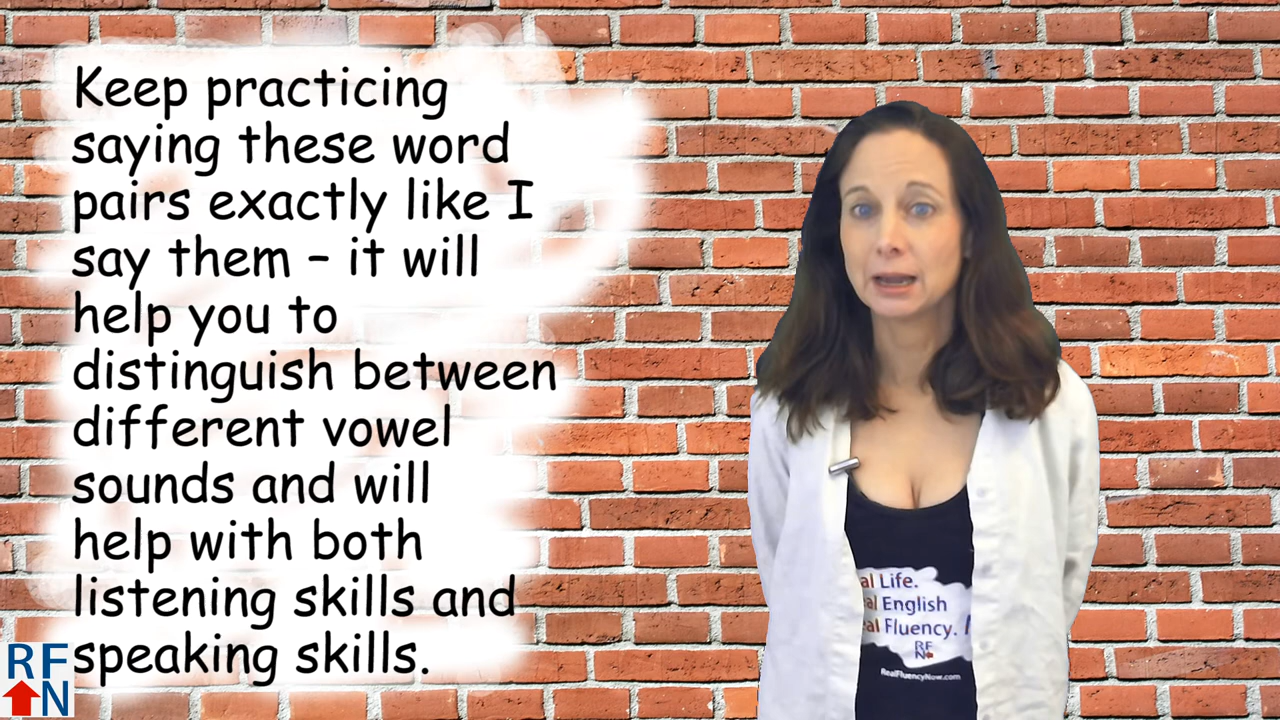 Keep practicing
saying these word
pairs exactly like I
say them – it will
help you to
distinguish between
different vowel
sounds and will
help with both
listening skills and
speaking skills.
RF
N
al Life.
al English
al Fluency.
RF
N
RealFluencyNow.com